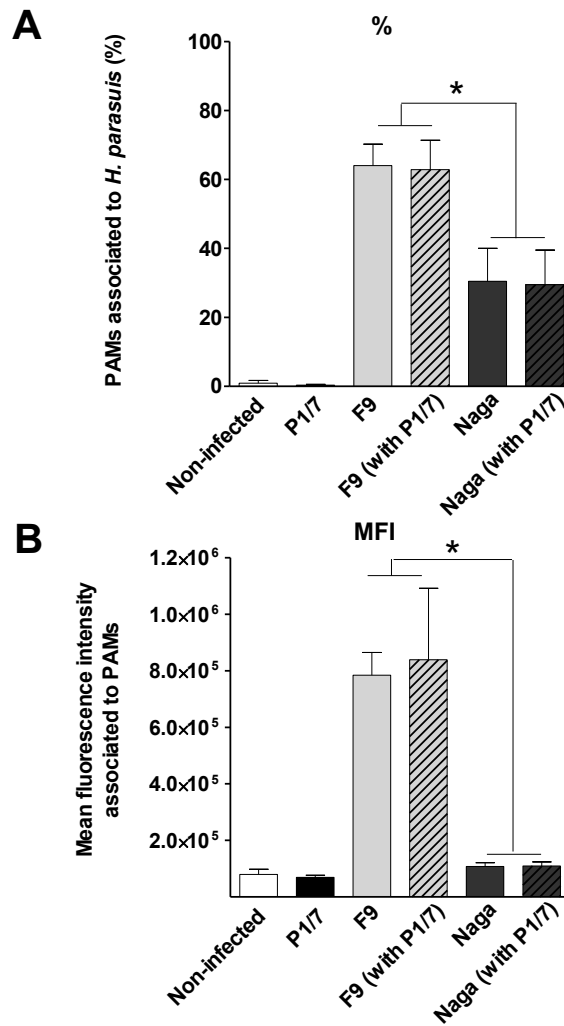 A
%
PAMs associated to H. parasuis (%)
100
80
60
40
20
0
*
Non-infected
P1/7
F9
F9 (with P1/7)
Naga
Naga (with P1/7)
B
MFI
Mean fluorescence intensity
associated to PAMs
1.2×10⁶
1.0×10⁶
8.0×10⁵
6.0×10⁵
4.0×10⁵
2.0×10⁵
*
Non-infected
P1/7
F9
F9 (with P1/7)
Naga
Naga (with P1/7)